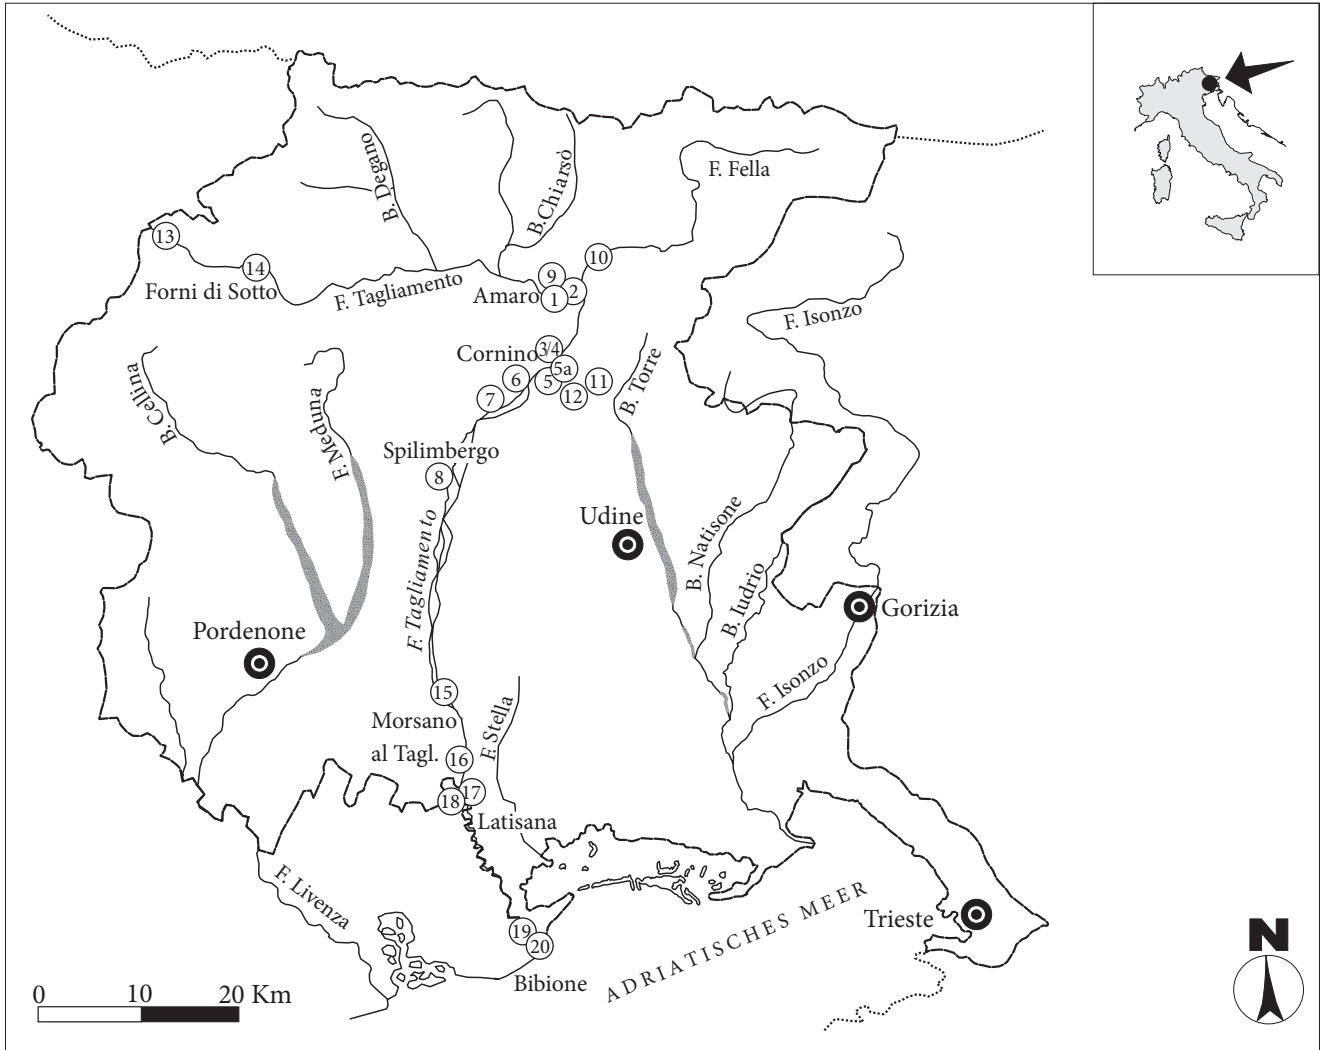 B. Degano
B.Chiarsò
F. Fella
13
14
Forni di Sotto
F. Tagliamento
10
9
2
Amaro
1
F. Isonzo
Cornino
3/4
5a
6
5
11
7
12
B. Torre
B. Cellina
F. Meduna
Spilimbergo
8
Udine
F. Tagliamento
B. Natisone
B. Iudrio
Gorizia
Pordenone
F. Isonzo
15
Morsano
al Tagl.
F. Stella
16
17
18
Latisana
F. Livenza
19
20
Bibione
ADRIATISCHES MEER
Trieste
N
0 10 20 Km